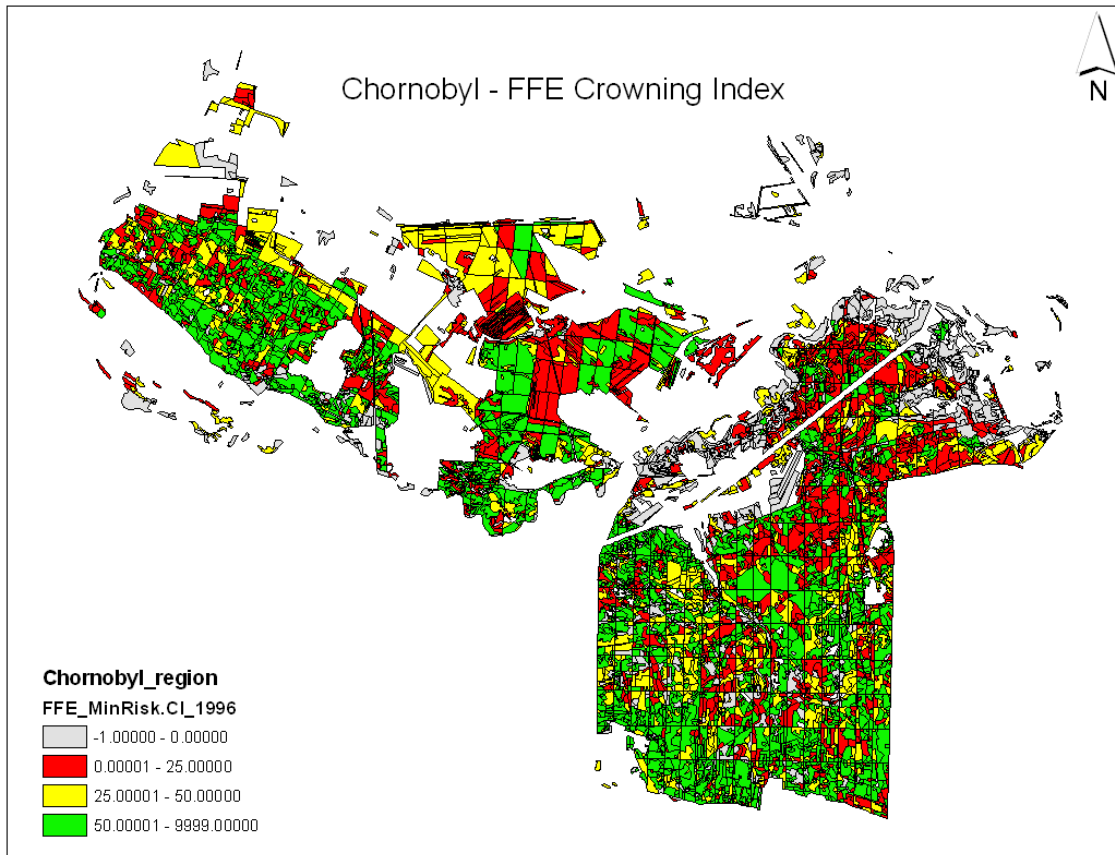 Chornobyl - FFE Crowning Index
N
Chornobyl_region
FFE_MinRisk.CI_1996
-1.00000 - 0.00000
0.00001 - 25.00000
25.00001 - 50.00000
50.00001 - 9999.00000